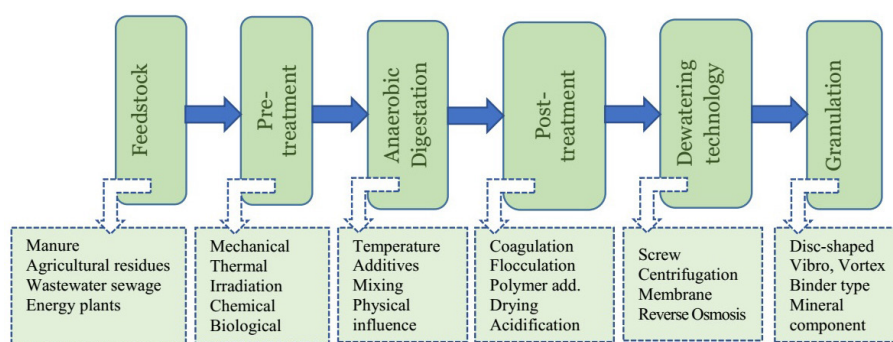 Feedstock
Pre-
treatment
Anaerobic
Digestation
Post-
treatment
Dewatering
technology
Granulation
Manure
Agricultural residues
Wastewater sewage
Energy plants
Mechanical
Thermal
Irradiation
Chemical
Biological
Temperature
Additives
Mixing
Physical
influence
Coagulation
Flocculation
Polymer add.
Drying
Acidification
Screw
Centrifugation
Membrane
Reverse Osmosis
Disc-shaped
Vibro, Vortex
Binder type
Mineral
component